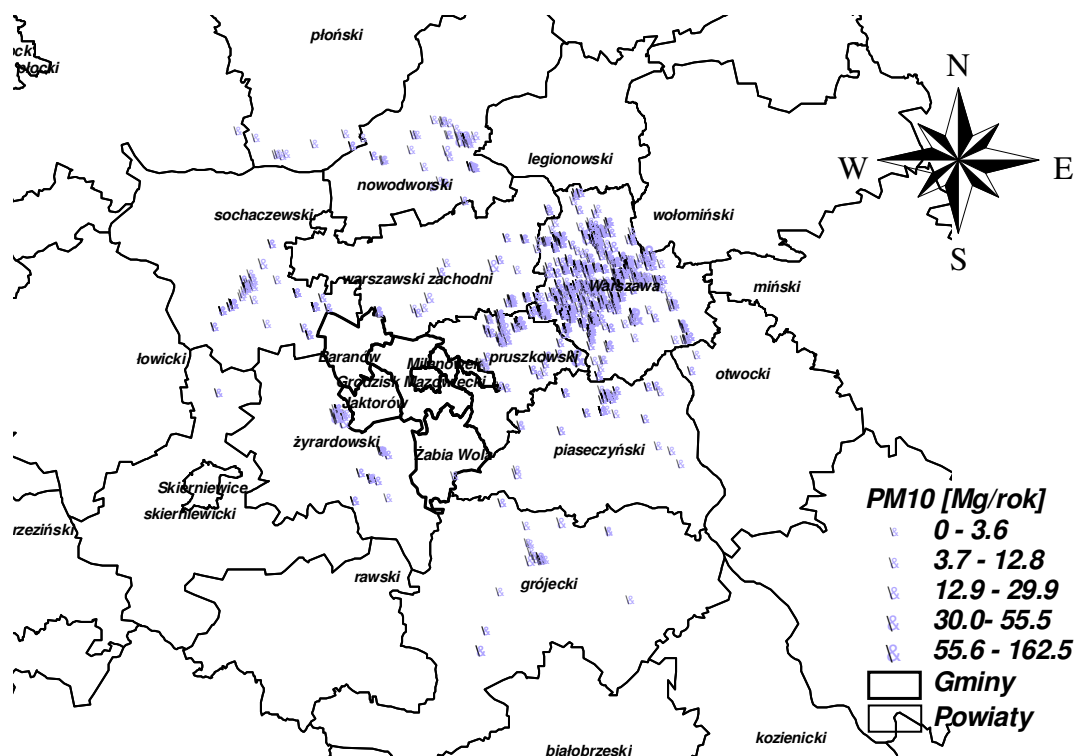 płoński
płocki
N
legionowski
W
E
nowodworski
sochaczewski
wołomiński
S
warszawski zachodni
Warszawa
miński
łowicki
Baranów
Milanówek
pruszkowski
otwocki
Grodzisk Mazowiecki
Jaktorów
żyrardowski
Żabia Wola
piaseczyński
Skierniewice
skierniewicki
rzeziński
rawski
grójecki
PM10 [Mg/rok]
0 - 3.6
3.7 - 12.8
12.9 - 29.9
30.0- 55.5
55.6 - 162.5
Gminy
Powiaty
kozienicki
białobrzeski